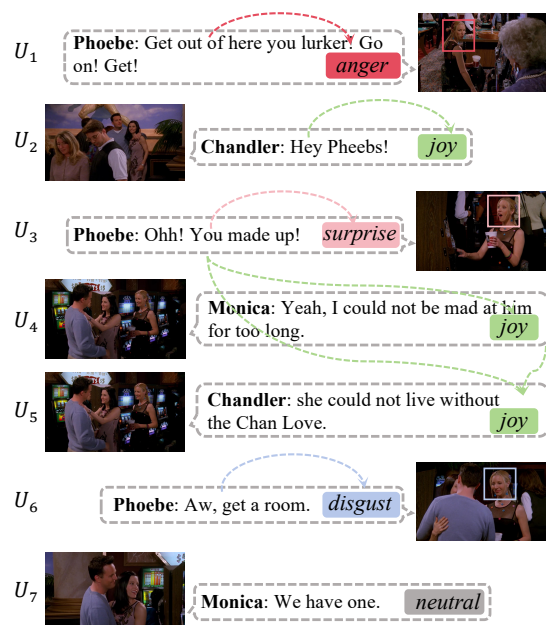 U1
Phoebe: Get out of here you lurker! Go
on! Get!
anger
U2
Chandler: Hey Pheebs!
joy
U3
Phoebe: Ohh! You made up!
surprise
U4
Monica: Yeah, I could not be mad at him
for too long.
joy
U5
Chandler: she could not live without
the Chan Love.
joy
U6
Phoebe: Aw, get a room.
disgust
U7
Monica: We have one.
neutral